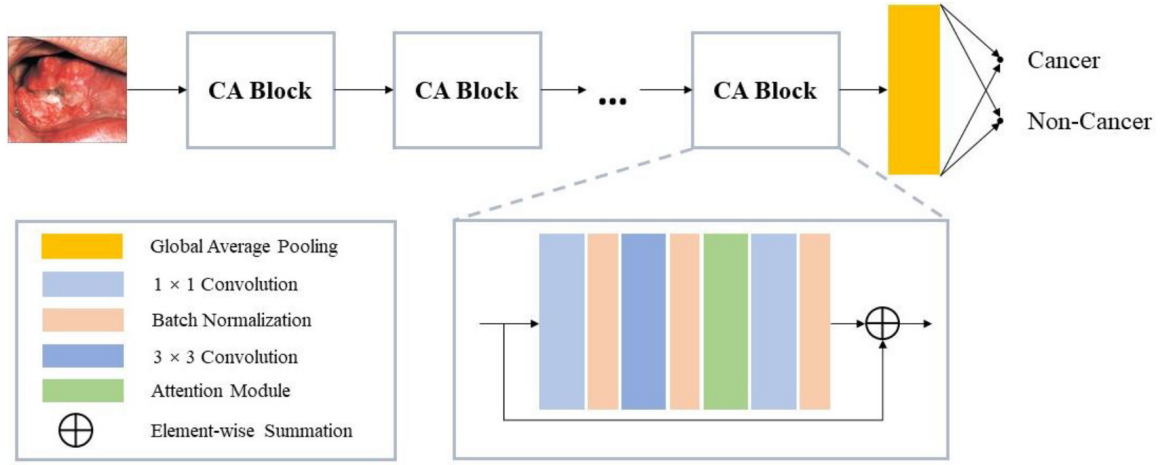 CA Block
CA Block
...
CA Block
Cancer
Non-Cancer
Global Average Pooling
1 × 1 Convolution
Batch Normalization
3 × 3 Convolution
Attention Module
Element-wise Summation